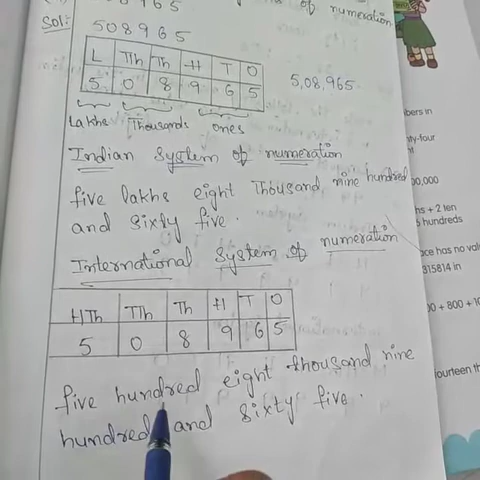 of numeration
Sol:
508965
L TTh Th H T O
5 0 8 9 6 5
5,08,965
Lakhs Thousands ones
Indian System of numeration
five lakhs eight Thousand nine hundred
and sixty five.
International System of numeration
HTh TTh Th H T O
5 0 8 9 6 5
five hundred eight thousand nine
hundred and sixty five.
bers in
ty-four
00,000
ns + 2 ten
hundreds
ace has no val
315814 in
00 + 800 + 10
ourteen th